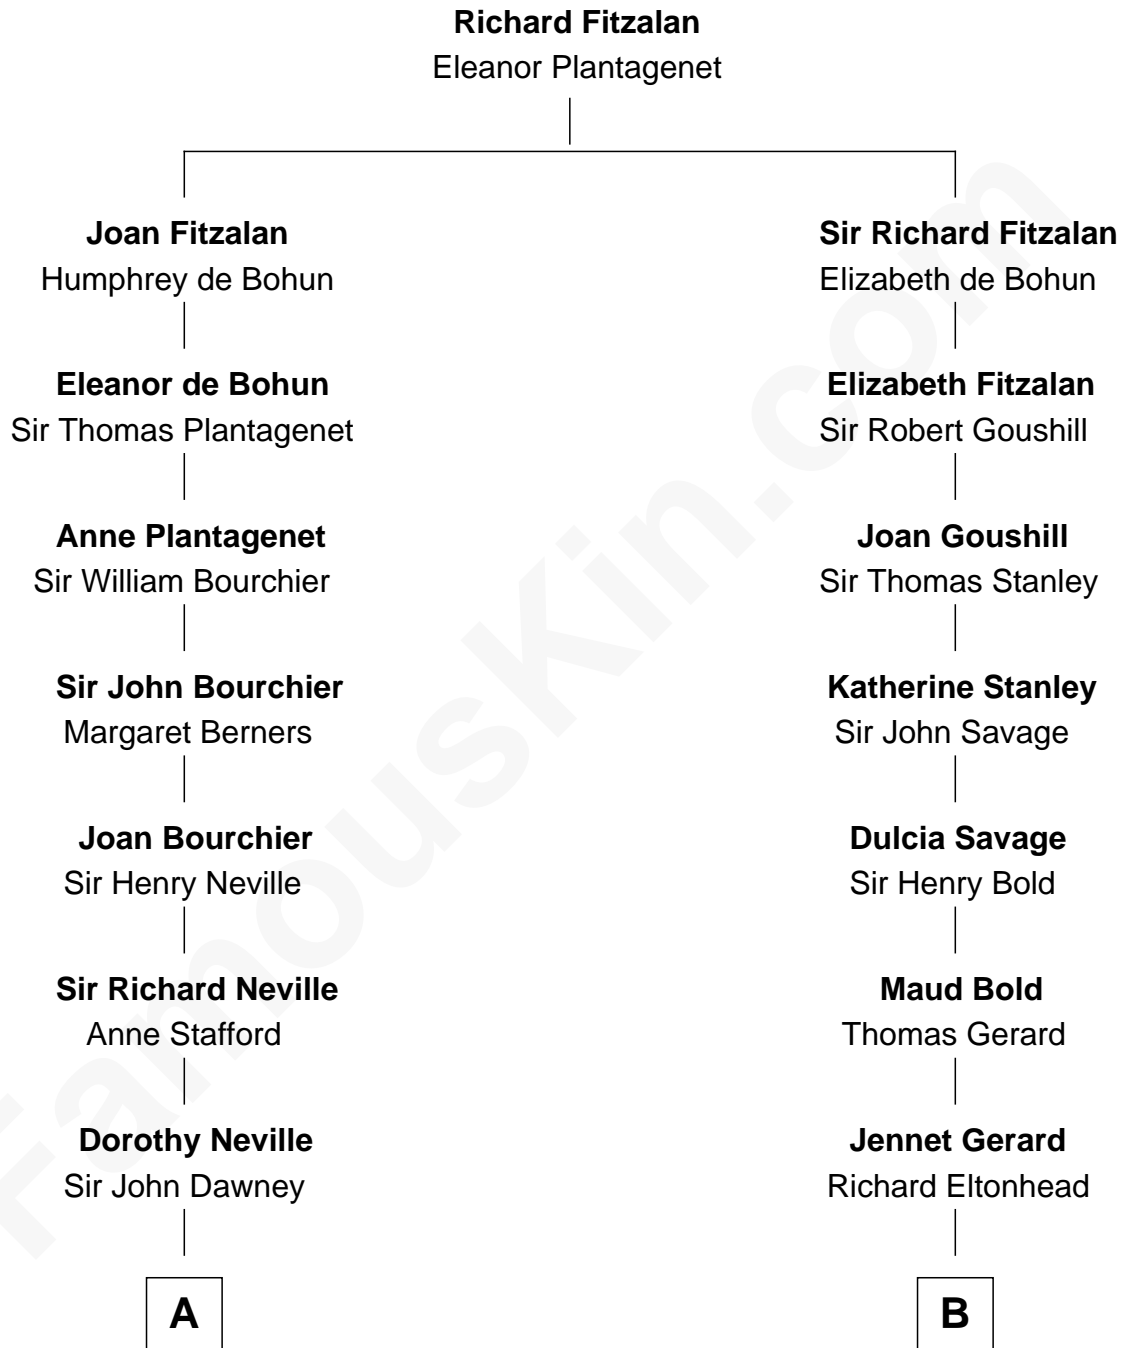 Richard Fitzalan
Eleanor Plantagenet
Joan Fitzalan
Humphrey de Bohun
Eleanor de Bohun
Sir Thomas Plantagenet
Anne Plantagenet
Sir William Bourchier
Sir John Bourchier
Margaret Berners
Joan Bourchier
Sir Henry Neville
Sir Richard Neville
Anne Stafford
Dorothy Neville
Sir John Dawney
A
Sir Richard Fitzalan
Elizabeth de Bohun
Elizabeth Fitzalan
Sir Robert Goushill
Joan Goushill
Sir Thomas Stanley
Katherine Stanley
Sir John Savage
Dulcia Savage
Sir Henry Bold
Maud Bold
Thomas Gerard
Jennet Gerard
Richard Eltonhead
B
FamousKin.com